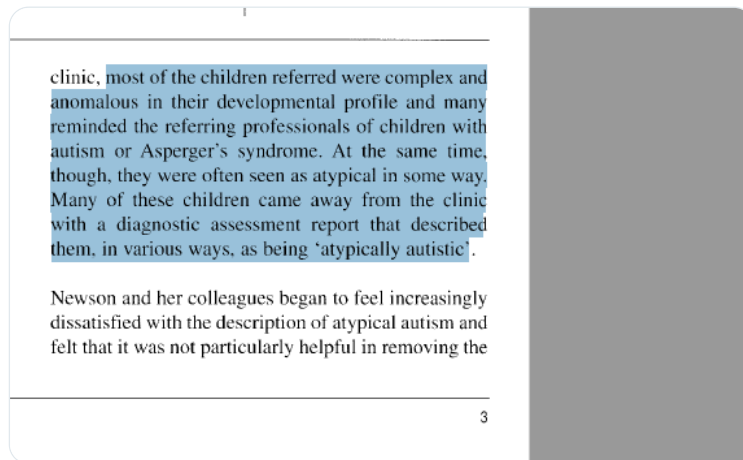 clinic, most of the children referred were complex and
anomalous in their developmental profile and many
reminded the referring professionals of children with
autism or Asperger's syndrome. At the same time,
though, they were often seen as atypical in some way.
Many of these children came away from the clinic
with a diagnostic assessment report that described
them, in various ways, as being ‘atypically autistic’.
Newson and her colleagues began to feel increasingly
dissatisfied with the description of atypical autism and
felt that it was not particularly helpful in removing the
3